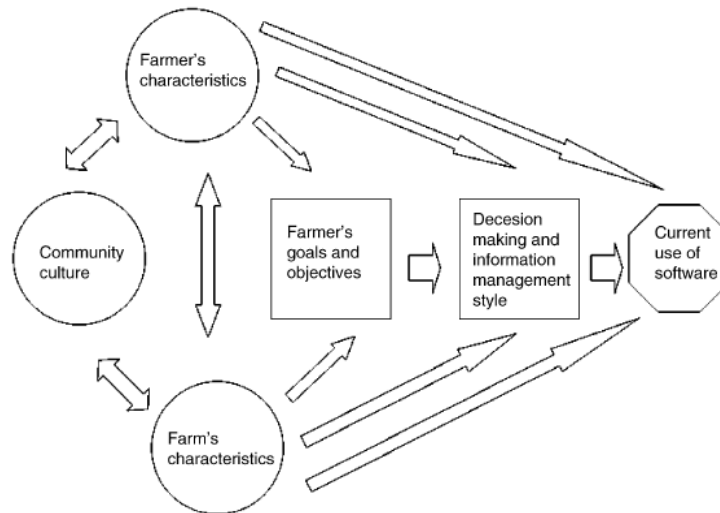 Farmer's
characteristics
Community
culture
Farmer's
goals and
objectives
Decesion
making and
information
management
style
Current
use of
software
Farm's
characteristics